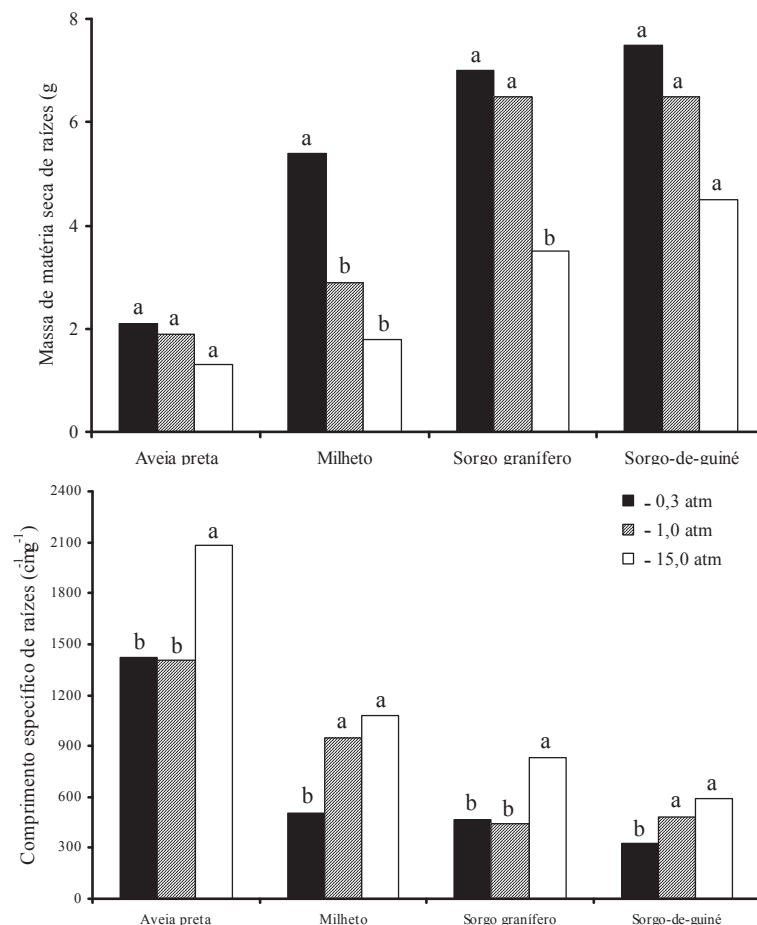 Massa de matéria seca de raízes (g
8
6
4
2
0
a
a
a
a
b
b
a
a
b
a
a
a
Aveia preta
Milheto
Sorgo granífero
Sorgo-de-guiné
Comprimento específico de raízes
2400
2100
1800
1500
1200
900
600
300
0
- 0,3 atm
- 1,0 atm
- 15,0 atm
b
b
a
b
a
a
b
b
a
b
a
a
Aveia preta
Milheto
Sorgo granífero
Sorgo-de-guiné